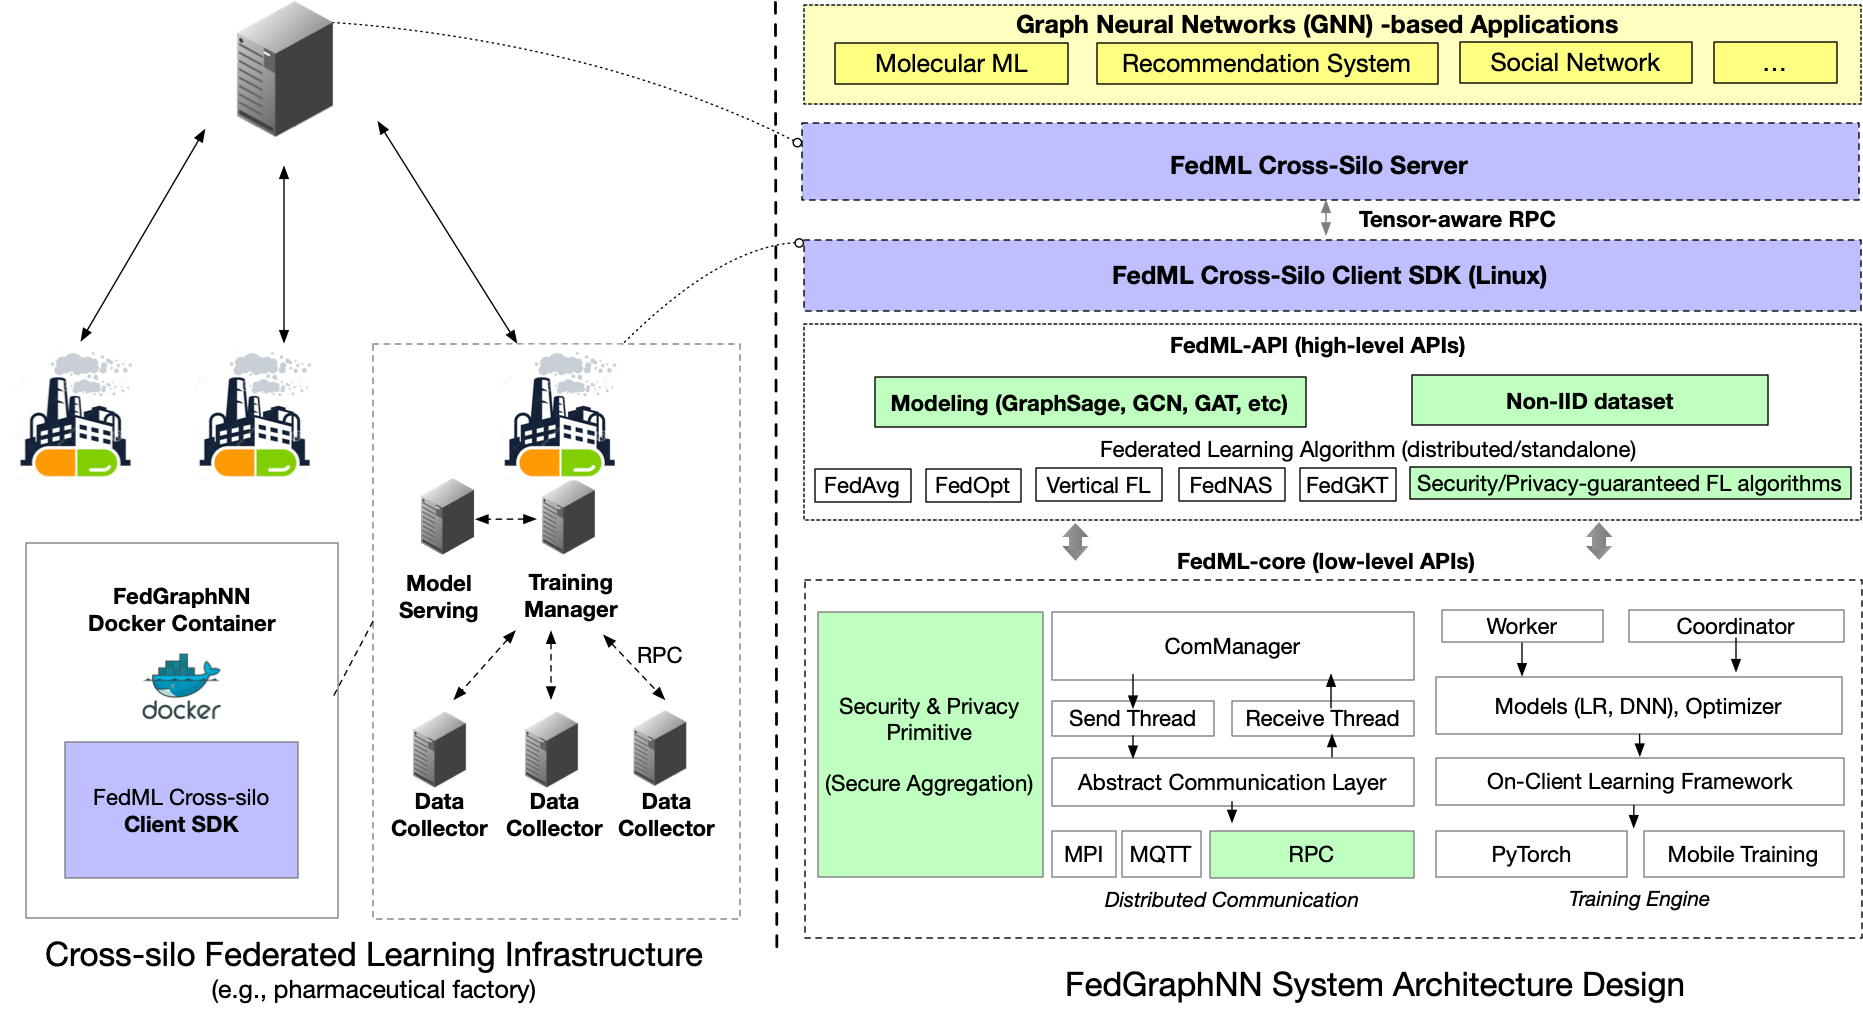 FedGraphNN
Docker Container
docker
FedML Cross-silo
Client SDK
Model
Serving
Training
Manager
RPC
Data
Collector
Data
Collector
Data
Collector
Cross-silo Federated Learning Infrastructure
(e.g., pharmaceutical factory)
Graph Neural Networks (GNN) -based Applications
Molecular ML
Recommendation System
Social Network
...
FedML Cross-Silo Server
Tensor-aware RPC
FedML Cross-Silo Client SDK (Linux)
FedML-API (high-level APIs)
Modeling (GraphSage, GCN, GAT, etc)
Non-IID dataset
Federated Learning Algorithm (distributed/standalone)
FedAvg
FedOpt
Vertical FL
FedNAS
FedGKT
Security/Privacy-guaranteed FL algorithms
FedML-core (low-level APIs)
Security & Privacy
Primitive
(Secure Aggregation)
ComManager
Send Thread
Receive Thread
Abstract Communication Layer
MPI
MQTT
RPC
Distributed Communication
Worker
Coordinator
Models (LR, DNN), Optimizer
On-Client Learning Framework
PyTorch
Mobile Training
Training Engine
FedGraphNN System Architecture Design